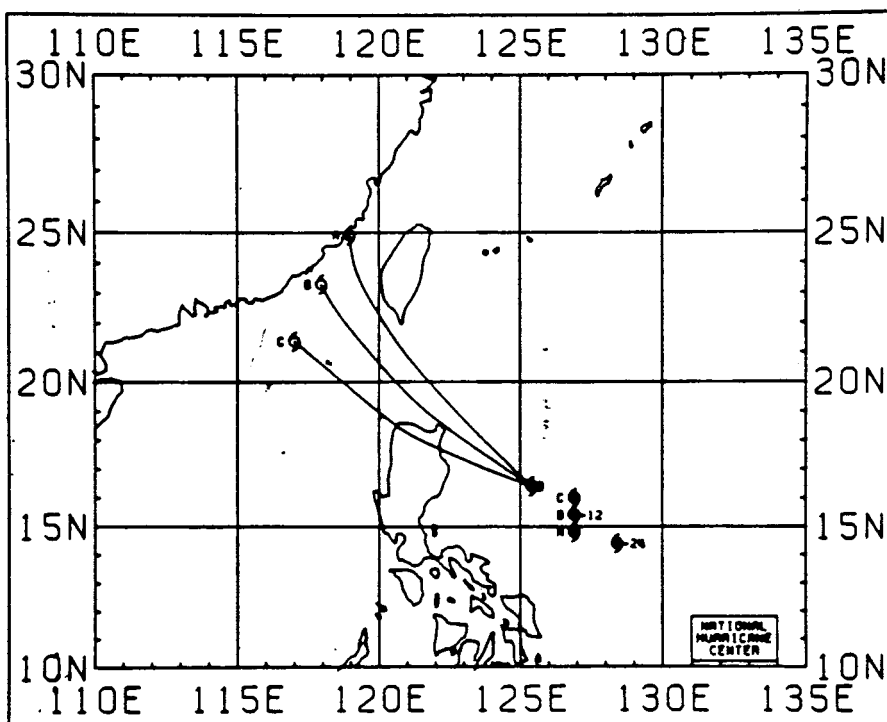 110E 115E 120E 125E 130E 135E
30N 30N
25N 25N
B
C
20N 20N
C
B -12
15N 15N
NATIONAL
HURRICANE
CENTER
10N 10N
110E 115E 120E 125E 130E 135E